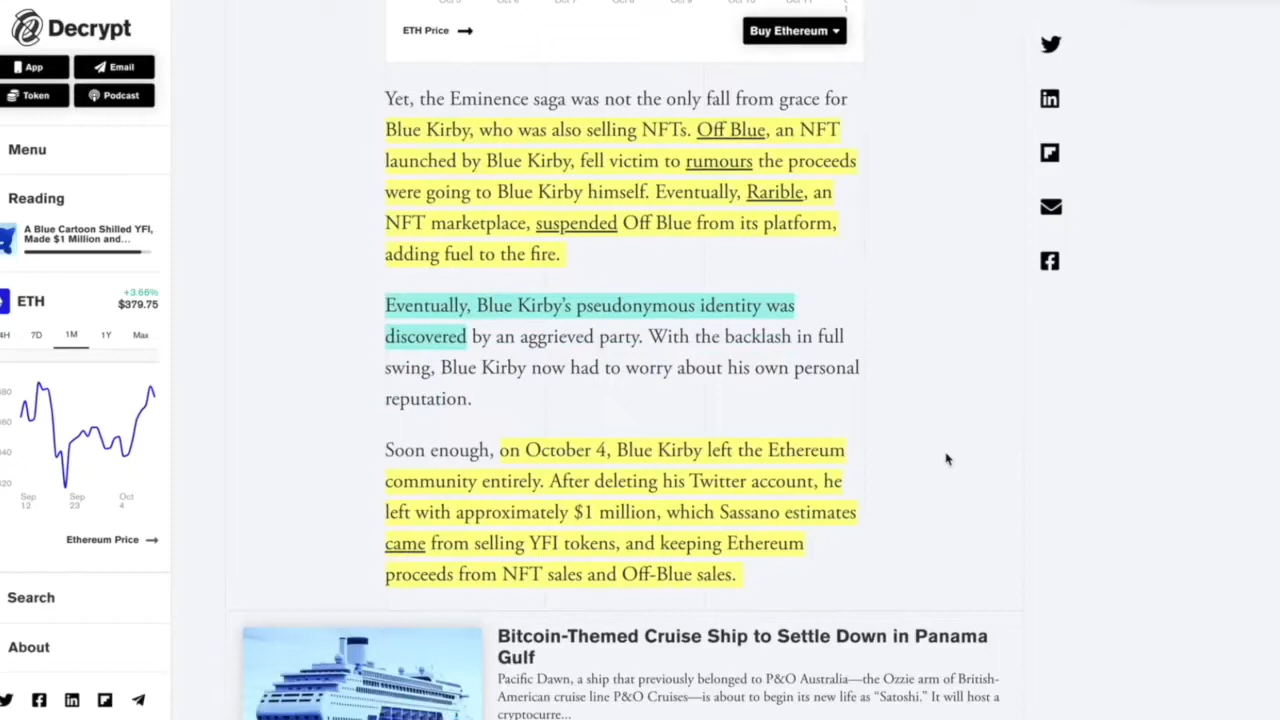 Decrypt
App
Email
Token
Podcast
Menu
Reading
A Blue Cartoon Shilled YFI,
Made $1 Million and...
ETH
+3.66%
$379.75
7D
1M
1Y
Max
Sep
12
Sep
23
Oct
4
Ethereum Price
Search
About
ETH Price
Buy Ethereum
Yet, the Eminence saga was not the only fall from grace for
Blue Kirby, who was also selling NFTs. Off Blue, an NFT
launched by Blue Kirby, fell victim to rumours the proceeds
were going to Blue Kirby himself. Eventually, Rarible, an
NFT marketplace, suspended Off Blue from its platform,
adding fuel to the fire.
Eventually, Blue Kirby's pseudonymous identity was
discovered by an aggrieved party. With the backlash in full
swing, Blue Kirby now had to worry about his own personal
reputation.
Soon enough, on October 4, Blue Kirby left the Ethereum
community entirely. After deleting his Twitter account, he
left with approximately $1 million, which Sassano estimates
came from selling YFI tokens, and keeping Ethereum
proceeds from NFT sales and Off-Blue sales.
Bitcoin-Themed Cruise Ship to Settle Down in Panama
Gulf
Pacific Dawn, a ship that previously belonged to P&O Australia—the Ozzie arm of British-
American cruise line P&O Cruises—is about to begin its new life as “Satoshi.” It will host a
cryptocurre...